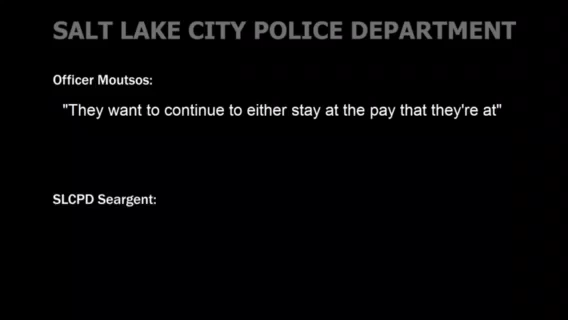 SALT LAKE CITY POLICE DEPARTMENT
Officer Moutsos:
"They want to continue to either stay at the pay that they're at"
SLCPD Seargent: